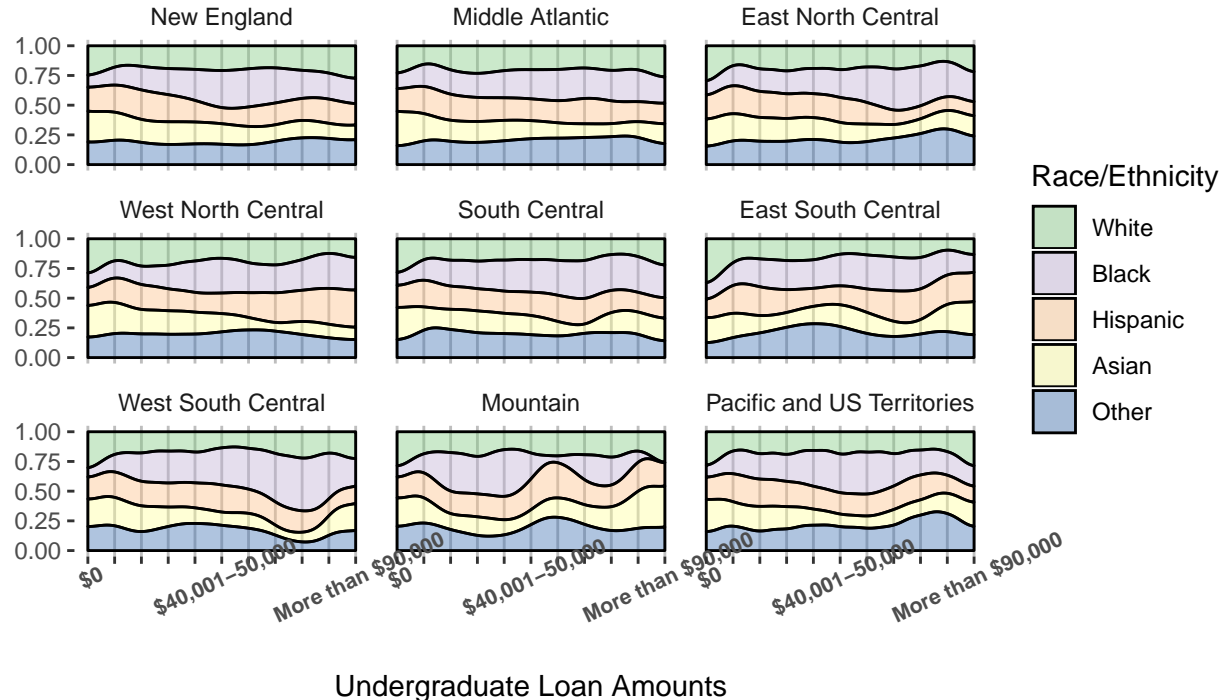 New England
Middle Atlantic
East North Central
1.00
0.75
0.50
0.25
0.00
West North Central
South Central
East South Central
1.00
0.75
0.50
0.25
0.00
West South Central
Mountain
Pacific and US Territories
1.00
0.75
0.50
0.25
0.00
$0
$40,001–50,000
More than $90,000
$0
$40,001–50,000
More than $90,000
$0
$40,001–50,000
More than $90,000
Undergraduate Loan Amounts
Race/Ethnicity
White
Black
Hispanic
Asian
Other